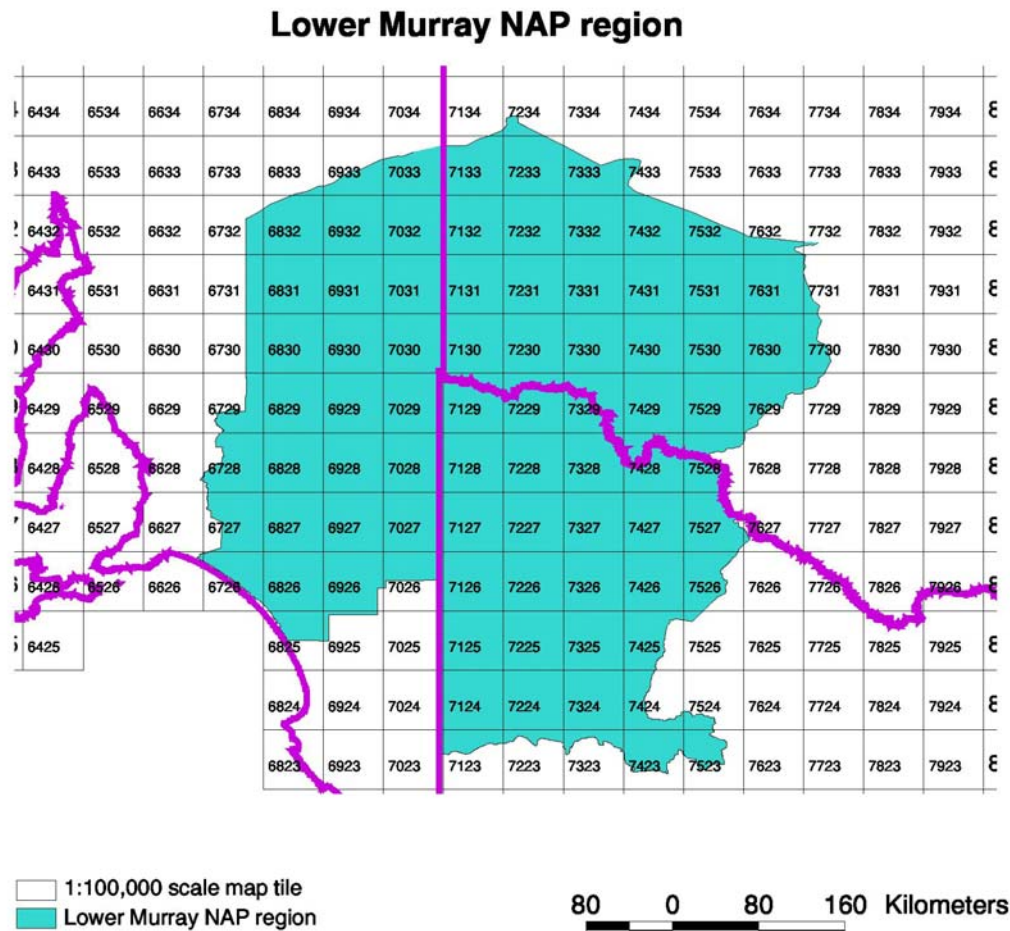 Lower Murray NAP region
6434 6534 6634 6734 6834 6934 7034 7134 7234 7334 7434 7534 7634 7734 7834 7934
6433 6533 6633 6733 6833 6933 7033 7133 7233 7333 7433 7533 7633 7733 7833 7933
6432 6532 6632 6732 6832 6932 7032 7132 7232 7332 7432 7532 7632 7732 7832 7932
6431 6531 6631 6731 6831 6931 7031 7131 7231 7331 7431 7531 7631 7731 7831 7931
6430 6530 6630 6730 6830 6930 7030 7130 7230 7330 7430 7530 7630 7730 7830 7930
6429 6529 6629 6729 6829 6929 7029 7129 7229 7329 7429 7529 7629 7729 7829 7929
6428 6528 6628 6728 6828 6928 7028 7128 7228 7328 7428 7528 7628 7728 7828 7928
6427 6527 6627 6727 6827 6927 7027 7127 7227 7327 7427 7527 7627 7727 7827 7927
6426 6526 6626 6726 6826 6926 7026 7126 7226 7326 7426 7526 7626 7726 7826 7926
6425 6825 6925 7025 7125 7225 7325 7425 7525 7625 7725 7825 7925
6824 6924 7024 7124 7224 7324 7424 7524 7624 7724 7824 7924
6823 6923 7023 7123 7223 7323 7423 7523 7623 7723 7823 7923
1:100,000 scale map tile
Lower Murray NAP region
80 0 80 160 Kilometers